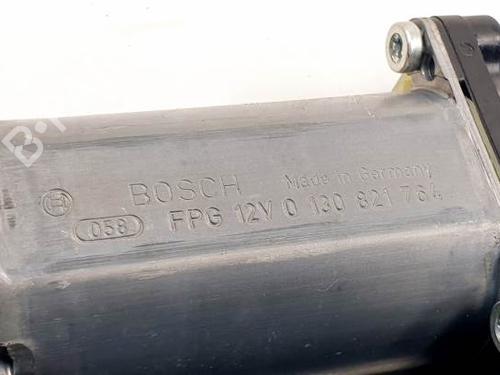 BOSCH Made in Germany
058 FPG 12V 0 130 821 764